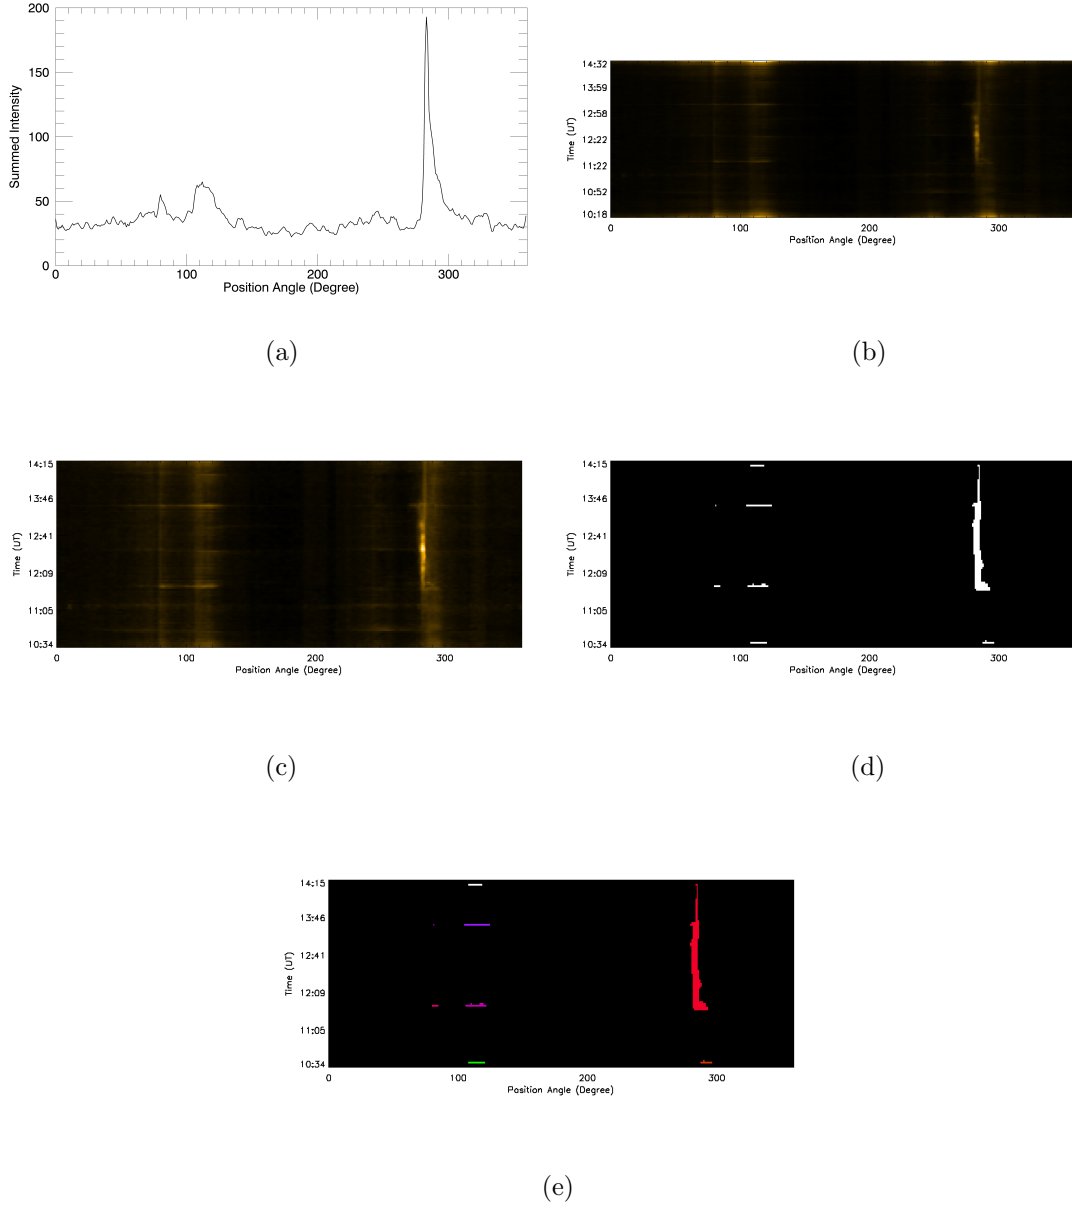 200
150
100
50
0
Summed Intensity
0 100 200 300
Position Angle (Degree)
(a)
14:32
13:59
12:58
12:22
11:22
10:52
10:18
Time (UT)
0 100 200 300
Position Angle (Degree)
(b)
14:15
13:46
12:41
12:09
11:05
10:34
Time (UT)
0 100 200 300
Position Angle (Degree)
(c)
14:15
13:46
12:41
12:09
11:05
10:34
Time (UT)
0 100 200 300
Position Angle (Degree)
(d)
14:15
13:46
12:41
12:09
11:05
10:34
Time (UT)
0 100 200 300
Position Angle (Degree)
(e)